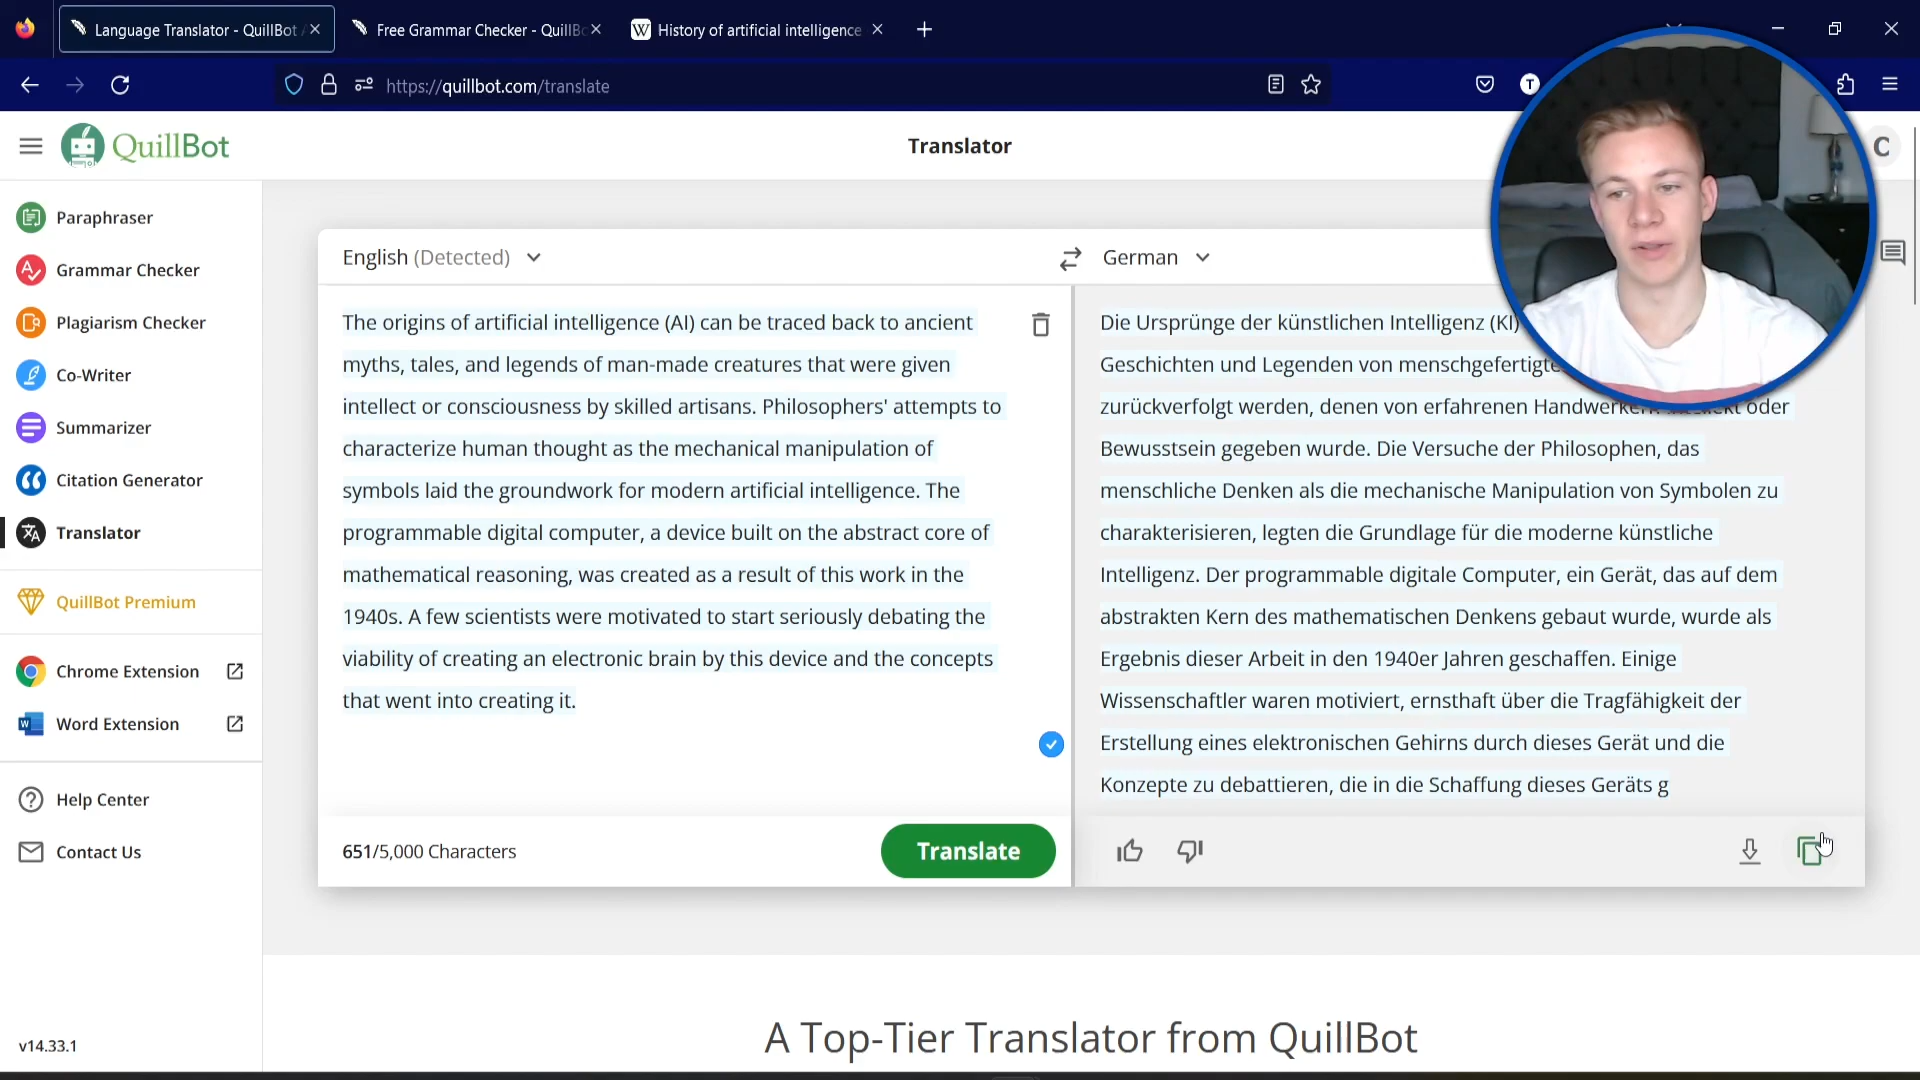 Language Translator - QuillBot
Free Grammar Checker - QuillBo
W History of artificial intelligence
https://quillbot.com/translate
T
QuillBot
Translator
C
Paraphraser
Grammar Checker
Plagiarism Checker
Co-Writer
Summarizer
Citation Generator
Translator
QuillBot Premium
Chrome Extension
Word Extension
Help Center
Contact Us
v14.33.1
English (Detected)
The origins of artificial intelligence (AI) can be traced back to ancient
myths, tales, and legends of man-made creatures that were given
intellect or consciousness by skilled artisans. Philosophers' attempts to
characterize human thought as the mechanical manipulation of
symbols laid the groundwork for modern artificial intelligence. The
programmable digital computer, a device built on the abstract core of
mathematical reasoning, was created as a result of this work in the
1940s. A few scientists were motivated to start seriously debating the
viability of creating an electronic brain by this device and the concepts
that went into creating it.
651/5,000 Characters
Translate
German
Die Ursprünge der künstlichen Intelligenz (KI)
Geschichten und Legenden von menschgefertigte
zurückverfolgt werden, denen von erfahrenen Handwerkern oder
Bewusstsein gegeben wurde. Die Versuche der Philosophen, das
menschliche Denken als die mechanische Manipulation von Symbolen zu
charakterisieren, legten die Grundlage für die moderne künstliche
Intelligenz. Der programmable digitale Computer, ein Gerät, das auf dem
abstrakten Kern des mathematischen Denkens gebaut wurde, wurde als
Ergebnis dieser Arbeit in den 1940er Jahren geschaffen. Einige
Wissenschaftler waren motiviert, ernsthaft über die Tragfähigkeit der
Erstellung eines elektronischen Gehirns durch dieses Gerät und die
Konzepte zu debattieren, die in die Schaffung dieses Geräts g
A Top-Tier Translator from QuillBot